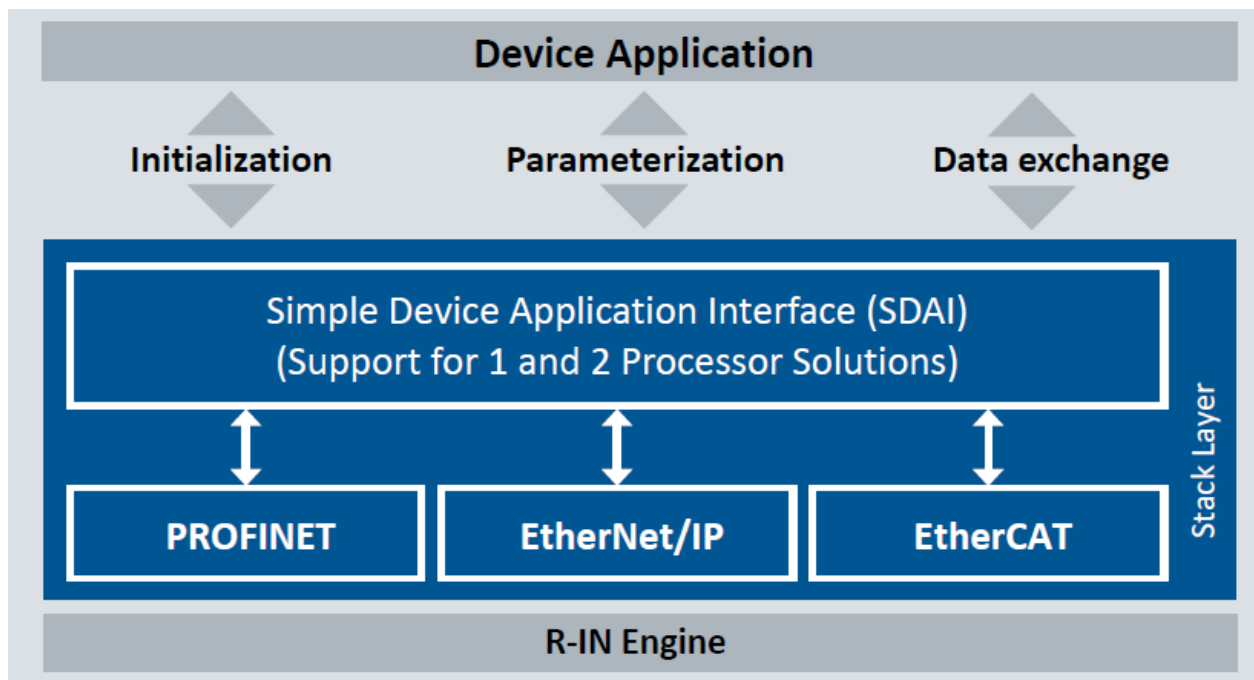 Device Application
Initialization
Parameterization
Data exchange
Simple Device Application Interface (SDAI)
(Support for 1 and 2 Processor Solutions)
Stack Layer
PROFINET
EtherNet/IP
EtherCAT
R-IN Engine